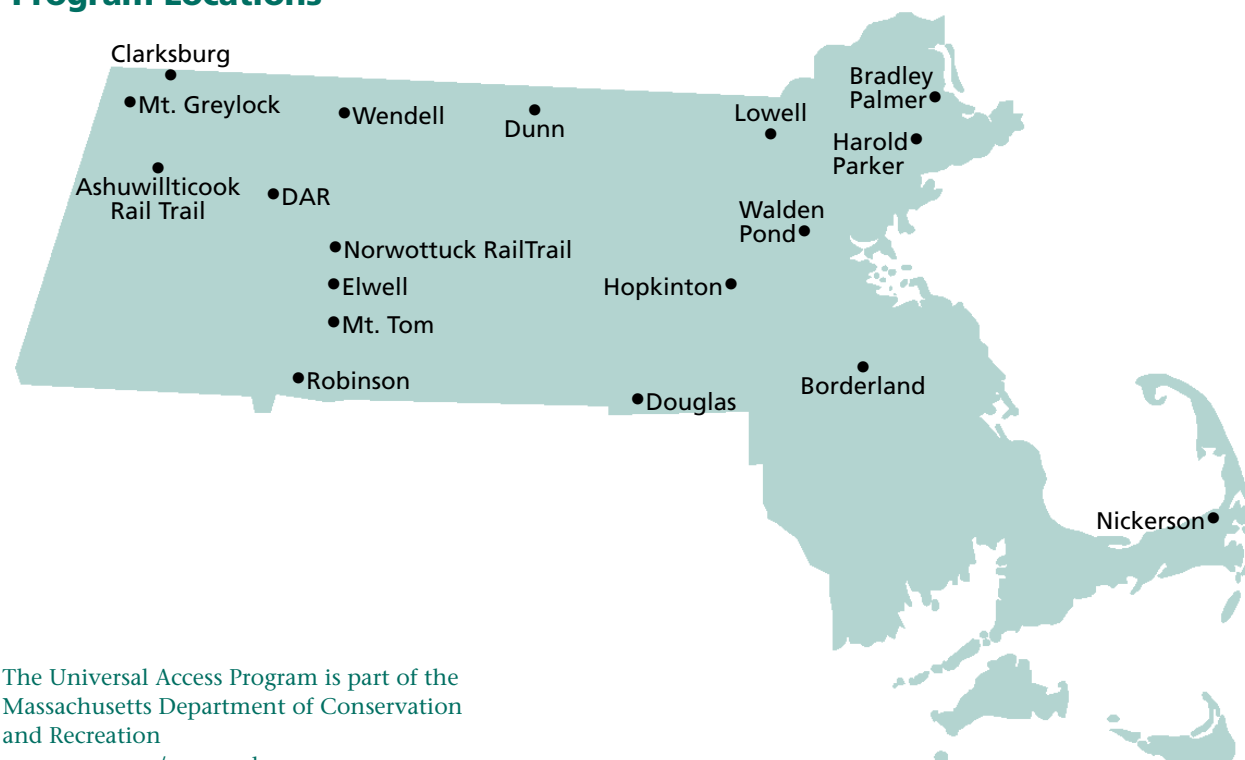 Program Locations
Clarksburg
Mt. Greylock
Wendell
Dunn
Lowell
Bradley
Palmer
Harold
Parker
Ashuwillticook
Rail Trail
DAR
Walden
Pond
Norwottuck RailTrail
Elwell
Hopkinton
Mt. Tom
Robinson
Douglas
Borderland
Nickerson
The Universal Access Program is part of the
Massachusetts Department of Conservation
and Recreation